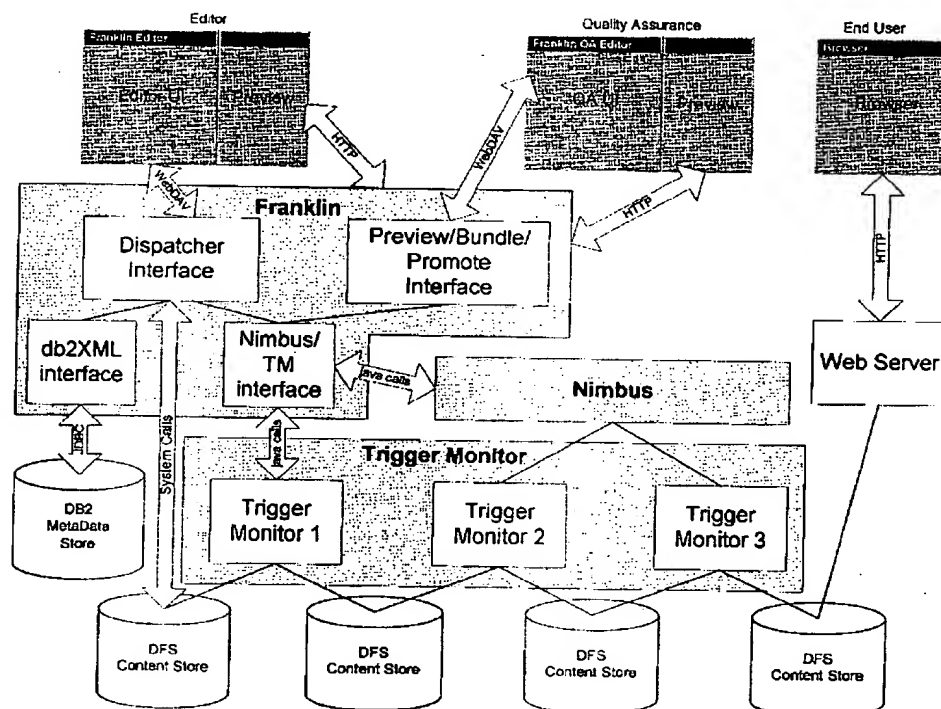 Editor
Quality Assurance
End User
Franklin Editor
Franklin QA Editor
Browser
Editor UI
Preview
QA UI
Preview
Browser
HTTP
WebDAV
WebDAV
HTTP
HTTP
Franklin
Dispatcher
Interface
Preview/Bundle/
Promote
Interface
db2XML
interface
Nimbus/
TM
interface
java calls
Nimbus
Web Server
JDBC
System Calls
java calls
Trigger Monitor
DB2
MetaData
Store
Trigger
Monitor 1
Trigger
Monitor 2
Trigger
Monitor 3
DFS
Content Store
DFS
Content Store
DFS
Content Store
DFS
Content Store